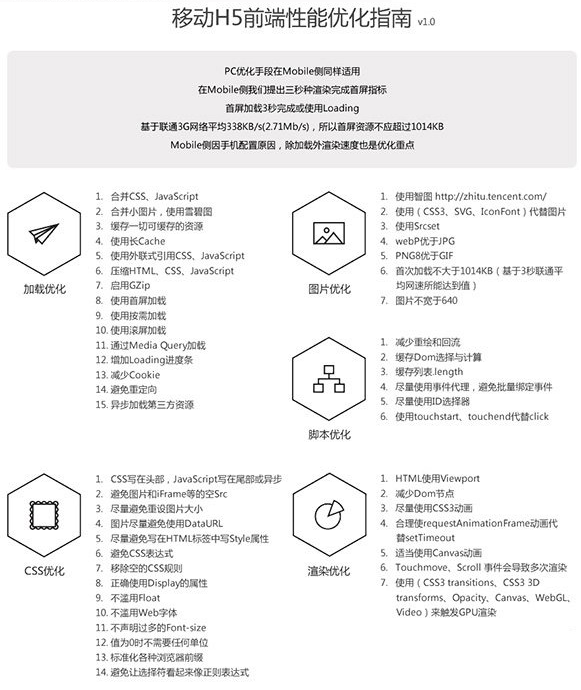 移动H5前端性能优化指南 v1.0
PC优化手段在Mobile侧同样适用
在Mobile侧我们提出三秒种渲染完成首屏指标
首屏加载3秒完成或使用Loading
基于联通3G网络平均338KB/s(2.71Mb/s)，所以首屏资源不应超过1014KB
Mobile侧因手机配置原因，除加载外渲染速度也是优化重点
加载优化
1. 合并CSS、JavaScript
2. 合并小图片，使用雪碧图
3. 缓存一切可缓存的资源
4. 使用长Cache
5. 使用外联式引用CSS、JavaScript
6. 压缩HTML、CSS、JavaScript
7. 启用GZip
8. 使用首屏加载
9. 使用按需加载
10. 使用滚屏加载
11. 通过Media Query加载
12. 增加Loading进度条
13. 减少Cookie
14. 避免重定向
15. 异步加载第三方资源
图片优化
1. 使用智图 http://zhitu.tencent.com/
2. 使用（CSS3、SVG、IconFont）代替图片
3. 使用Srcset
4. webP优于JPG
5. PNG8优于GIF
6. 首次加载不大于1014KB（基于3秒联通平
均网速所能达到值）
7. 图片不宽于640
脚本优化
1. 减少重绘和回流
2. 缓存Dom选择与计算
3. 缓存列表.length
4. 尽量使用事件代理，避免批量绑定事件
5. 尽量使用ID选择器
6. 使用touchstart、touchend代替click
CSS优化
1. CSS写在头部，JavaScript写在尾部或异步
2. 避免图片和iFrame等的空Src
3. 尽量避免重设图片大小
4. 图片尽量避免使用DataURL
5. 尽量避免写在HTML标签中写Style属性
6. 避免CSS表达式
7. 移除空的CSS规则
8. 正确使用Display的属性
9. 不滥用Float
10. 不滥用Web字体
11. 不声明过多的Font-size
12. 值为0时不需要任何单位
13. 标准化各种浏览器前缀
14. 避免让选择符看起来像正则表达式
渲染优化
1. HTML使用Viewport
2. 减少Dom节点
3. 尽量使用CSS3动画
4. 合理使requestAnimationFrame动画代
替setTimeout
5. 适当使用Canvas动画
6. Touchmove、Scroll 事件会导致多次渲染
7. 使用（CSS3 transitions、CSS3 3D
transforms、Opacity、Canvas、WebGL、
Video）来触发GPU渲染